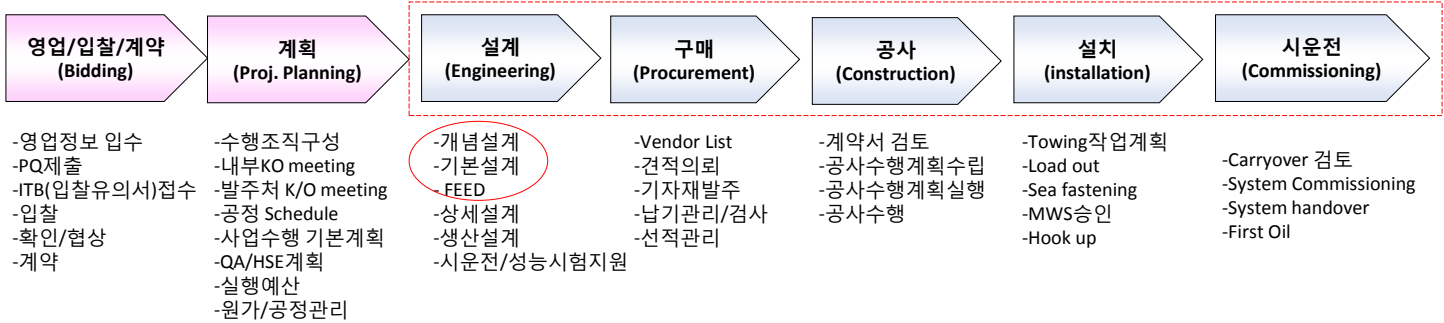 영업/입찰/계약
(Bidding)
계획
(Proj. Planning)
설계
(Engineering)
구매
(Procurement)
공사
(Construction)
설치
(installation)
시운전
(Commissioning)
-영업정보 입수
-PQ제출
-ITB(입찰유의서)접수
-입찰
-확인/협상
-계약
-수행조직구성
-내부KO meeting
-발주처 K/O meeting
-공정 Schedule
-사업수행 기본계획
-QA/HSE계획
-실행예산
-원가/공정관리
-개념설계
-기본설계
- FEED
-상세설계
-생산설계
-시운전/성능시험지원
-Vendor List
-견적의뢰
-기자재발주
-납기관리/검사
-선적관리
-계약서 검토
-공사수행계획수립
-공사수행계획실행
-공사수행
-Towing작업계획
-Load out
-Sea fastening
-MWS승인
-Hook up
-Carryover 검토
-System Commissioning
-System handover
-First Oil